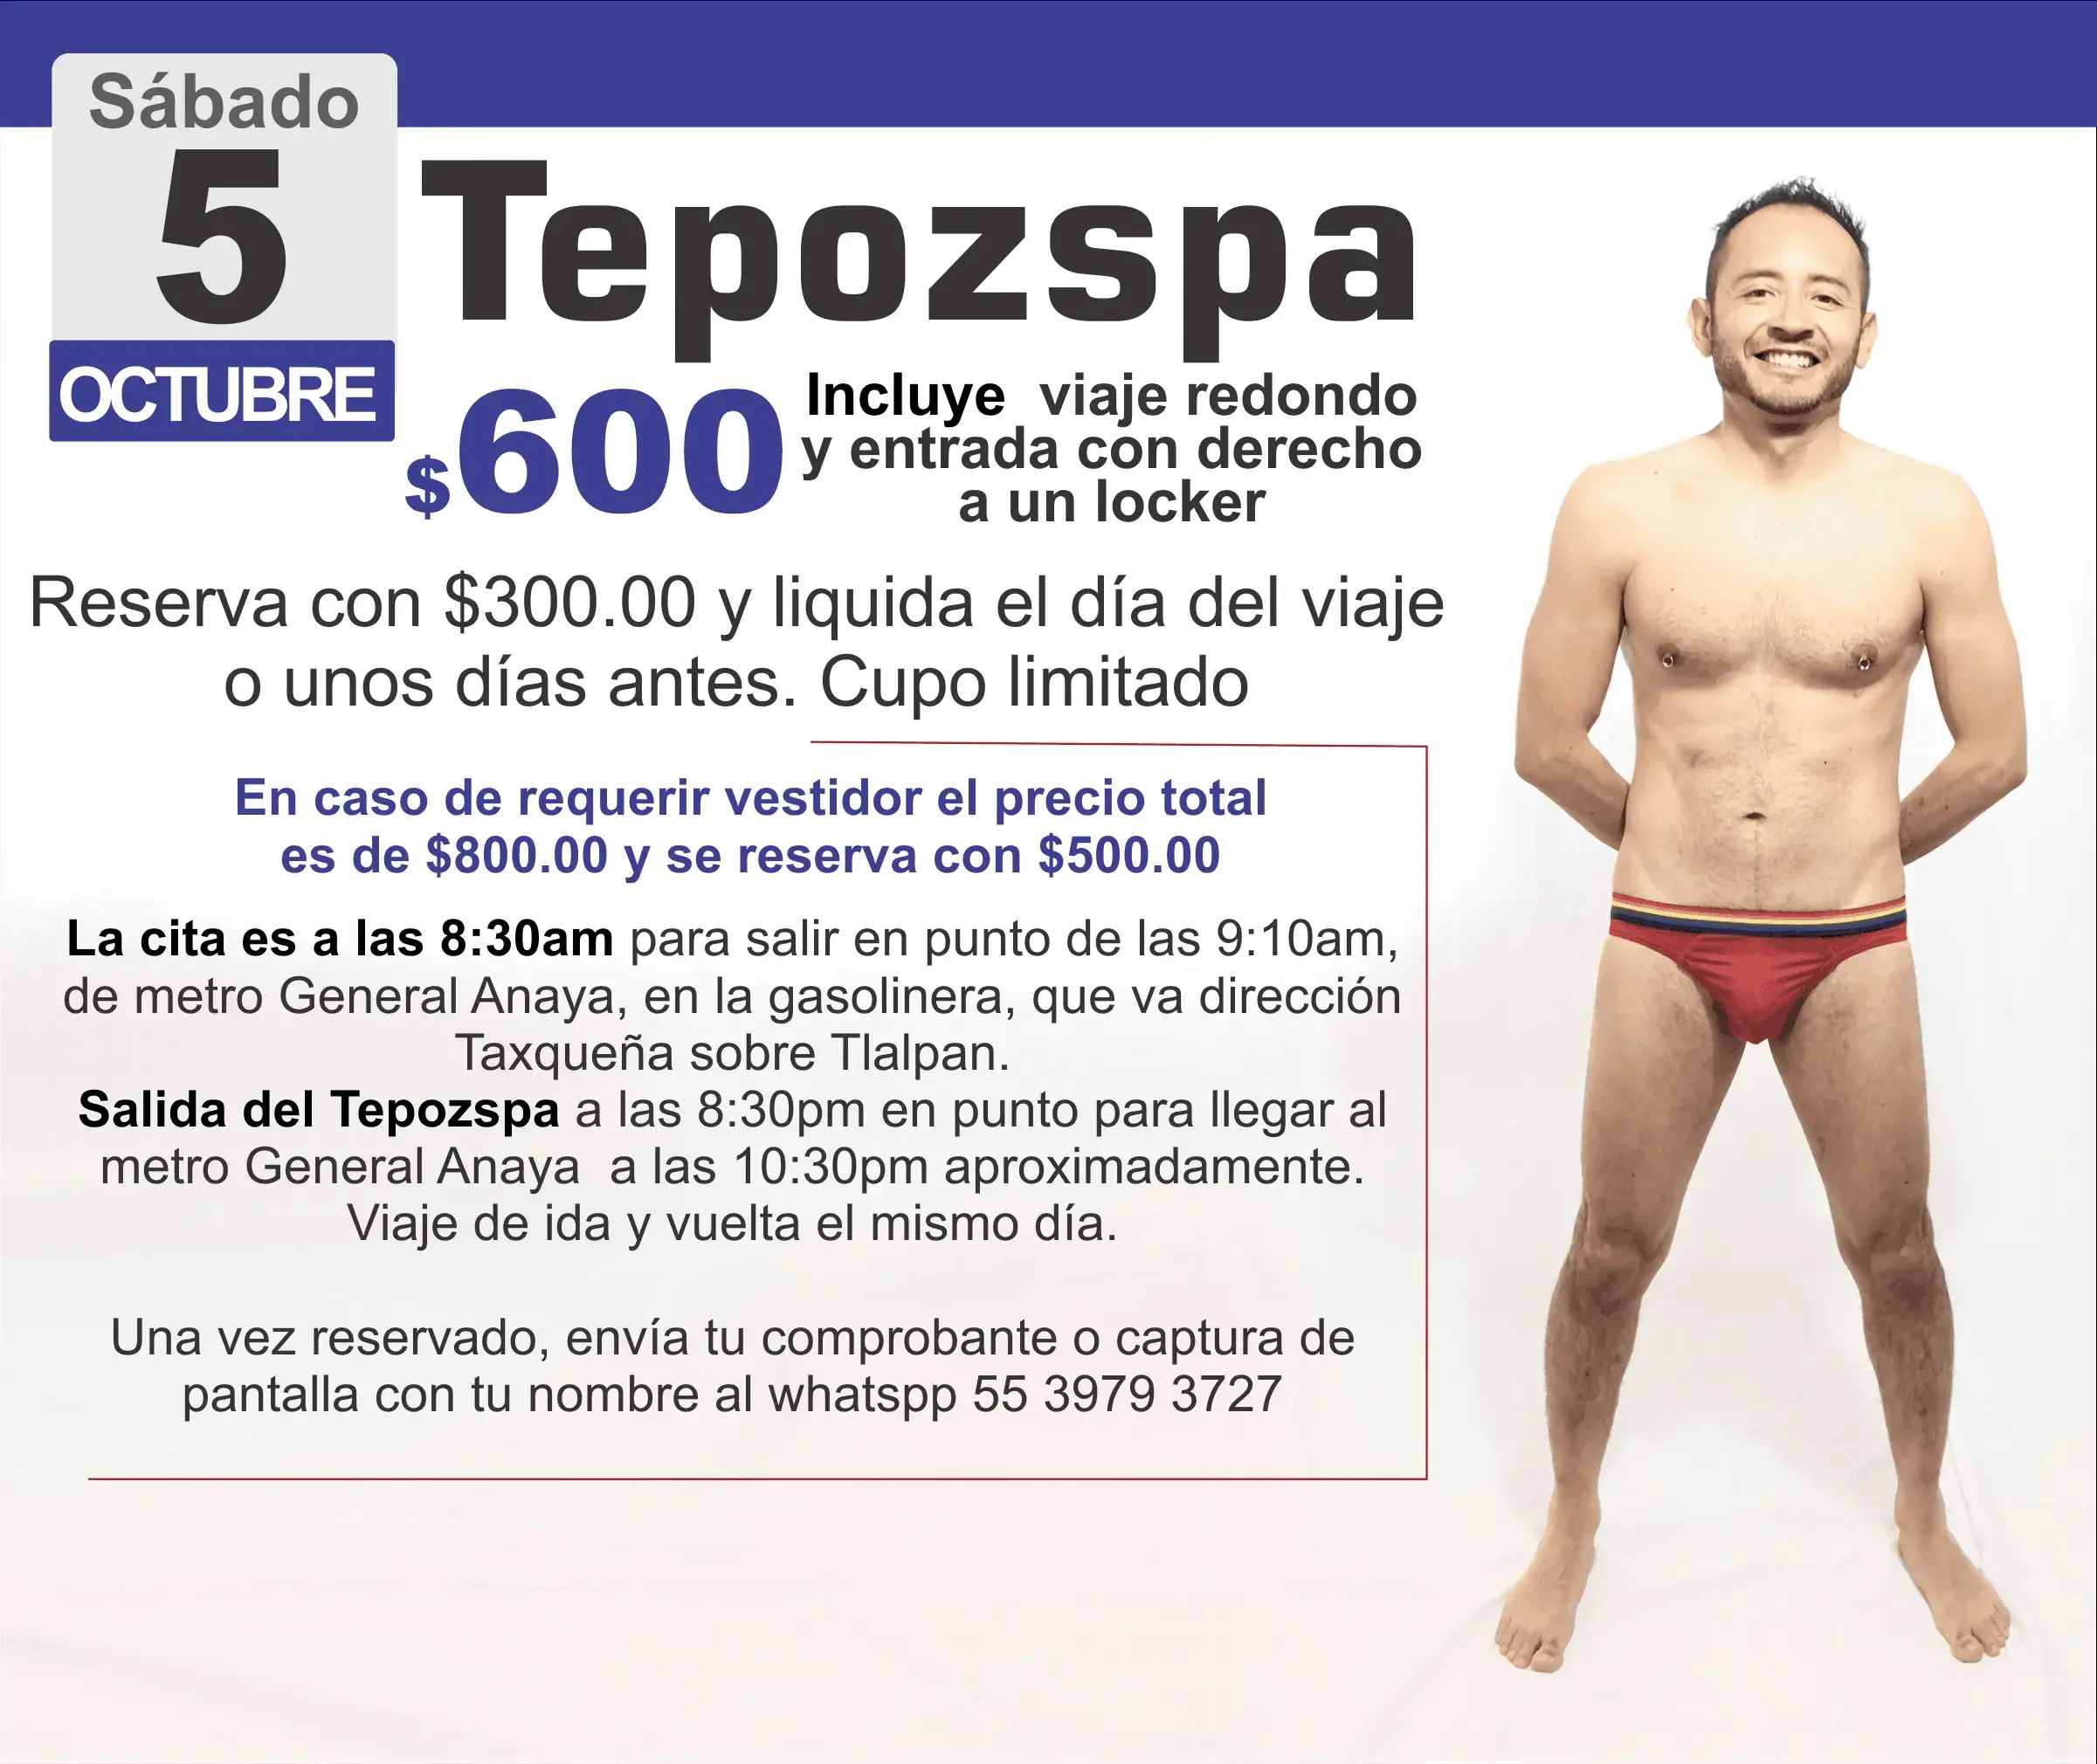 Sábado
5
OCTUBRE
Tepozspa
$600
Incluye viaje redondo
y entrada con derecho
a un locker
Reserva con $300.00 y liquida el día del viaje
o unos días antes. Cupo limitado
En caso de requerir vestidor el precio total
es de $800.00 y se reserva con $500.00
La cita es a las 8:30am para salir en punto de las 9:10am,
de metro General Anaya, en la gasolinera, que va dirección
Taxqueña sobre Tlalpan.
Salida del Tepozspa a las 8:30pm en punto para llegar al
metro General Anaya a las 10:30pm aproximadamente.
Viaje de ida y vuelta el mismo día.
Una vez reservado, envía tu comprobante o captura de
pantalla con tu nombre al whatspp 55 3979 3727